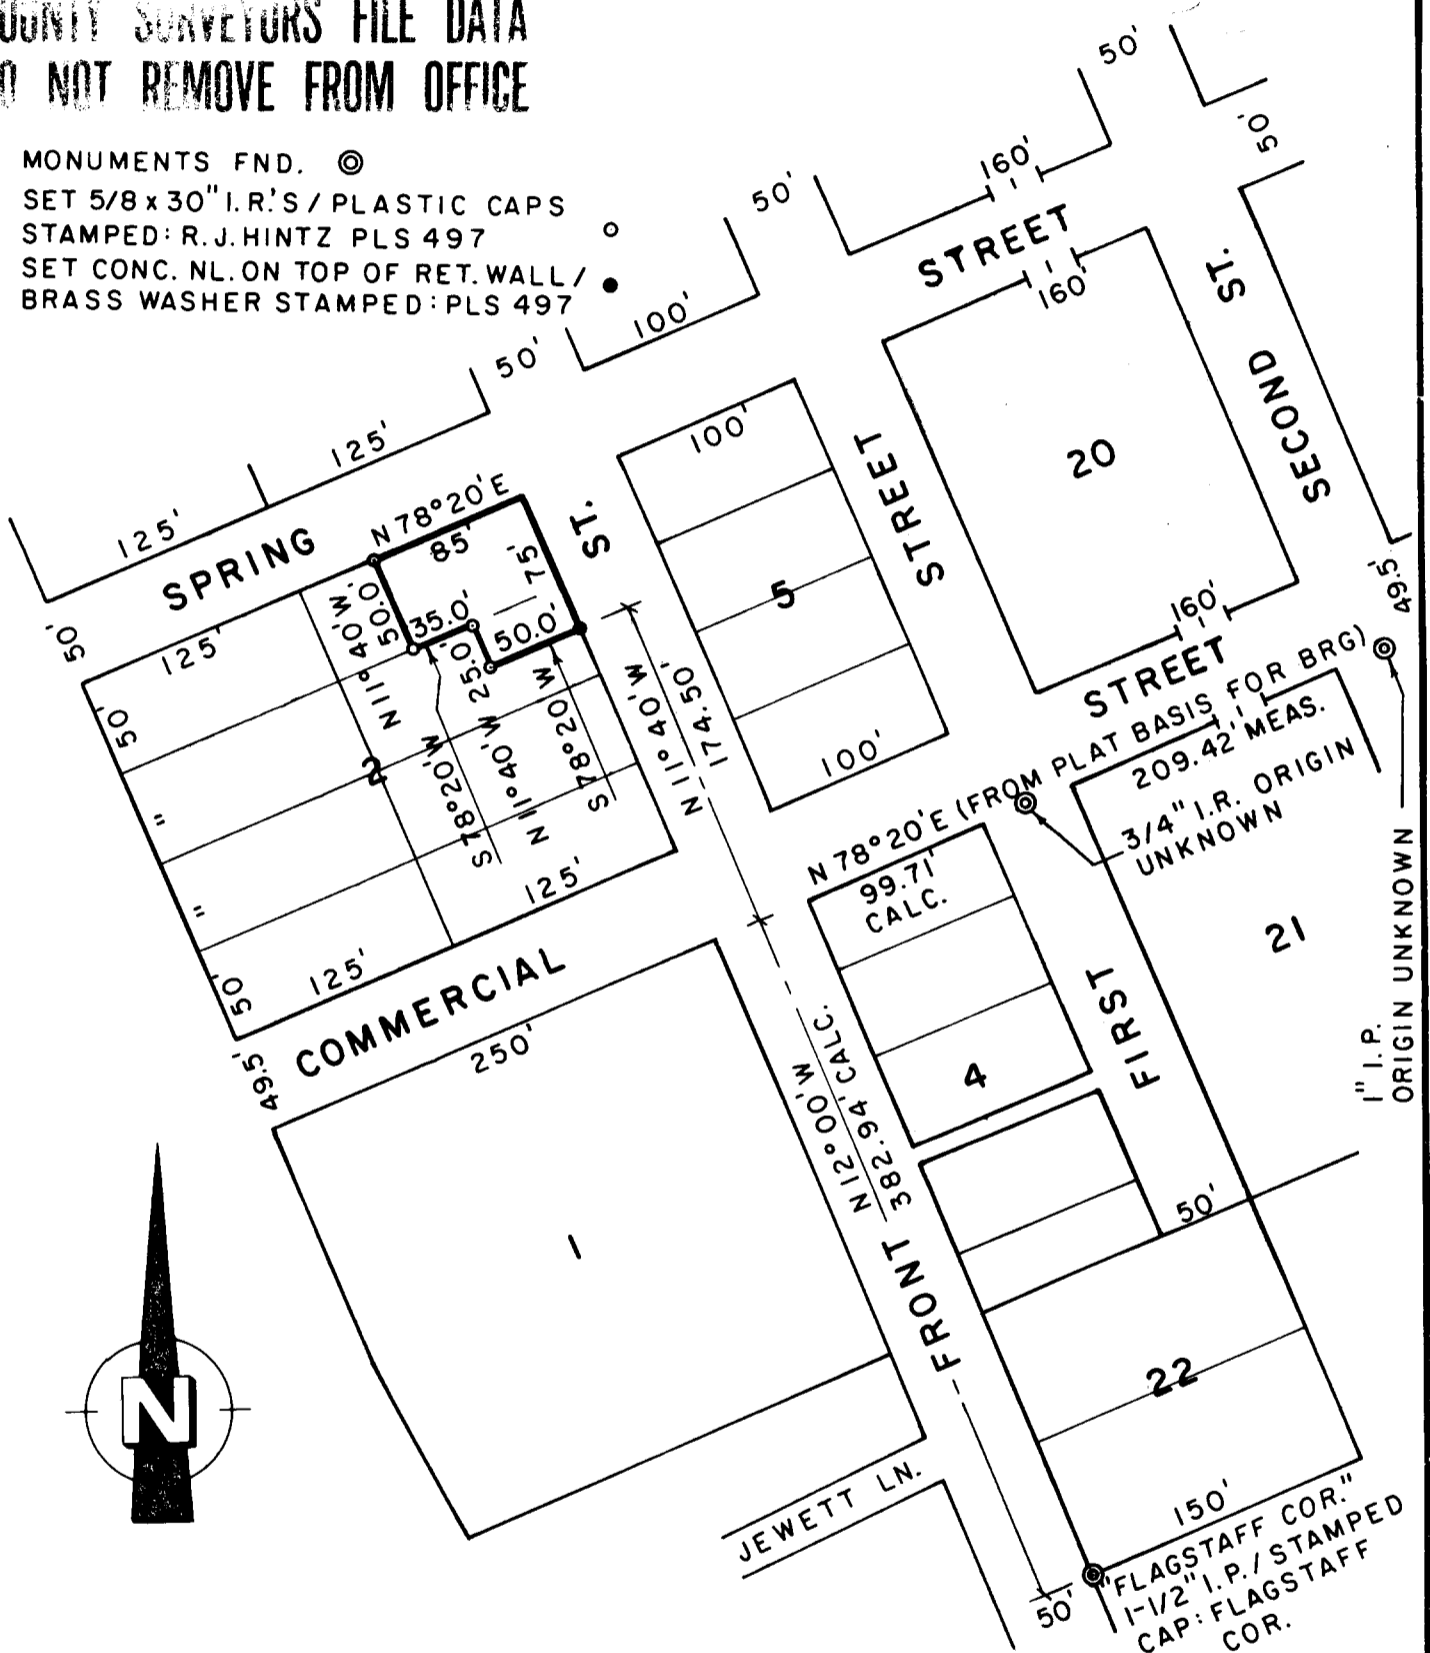 COUNTY SURVEYORS FILE DATA
DO NOT REMOVE FROM OFFICE
MONUMENTS FND.
SET 5/8 x 30" I.R.'S / PLASTIC CAPS
STAMPED: R.J. HINTZ PLS 497
SET CONC. NL. ON TOP OF RET. WALL /
BRASS WASHER STAMPED: PLS 497
50'
50'
160'
50'
100'
STREET
160'
50'
125'
125'
SPRING
N 78°20'E
85'
75'
ST.
100'
STREET
20
ST.
SECOND
49.5'
50'
125'
50'
"
"
50'
N 11° 40'W.
50.0'
35.0'
25.0'
50.0'
2
S 78°20'W
N 11°40'W
S 78°20'W
N 11° 40'W
174.50'
5
100'
160'
STREET
N 78°20'E (FROM PLAT BASIS FOR BRG)
209.42' MEAS.
3/4" I.R. ORIGIN
UNKNOWN
1" I.P.
ORIGIN UNKNOWN
99.71'
CALC.
125'
125'
COMMERCIAL
49.5'
250'
1
N 12° 00' W
382.94' CALC.
4
FIRST
21
50'
FRONT
22
N
JEWETT LN.
150'
50'
"FLAGSTAFF COR."
1-1/2" I.P. / STAMPED
CAP: FLAGSTAFF
COR.